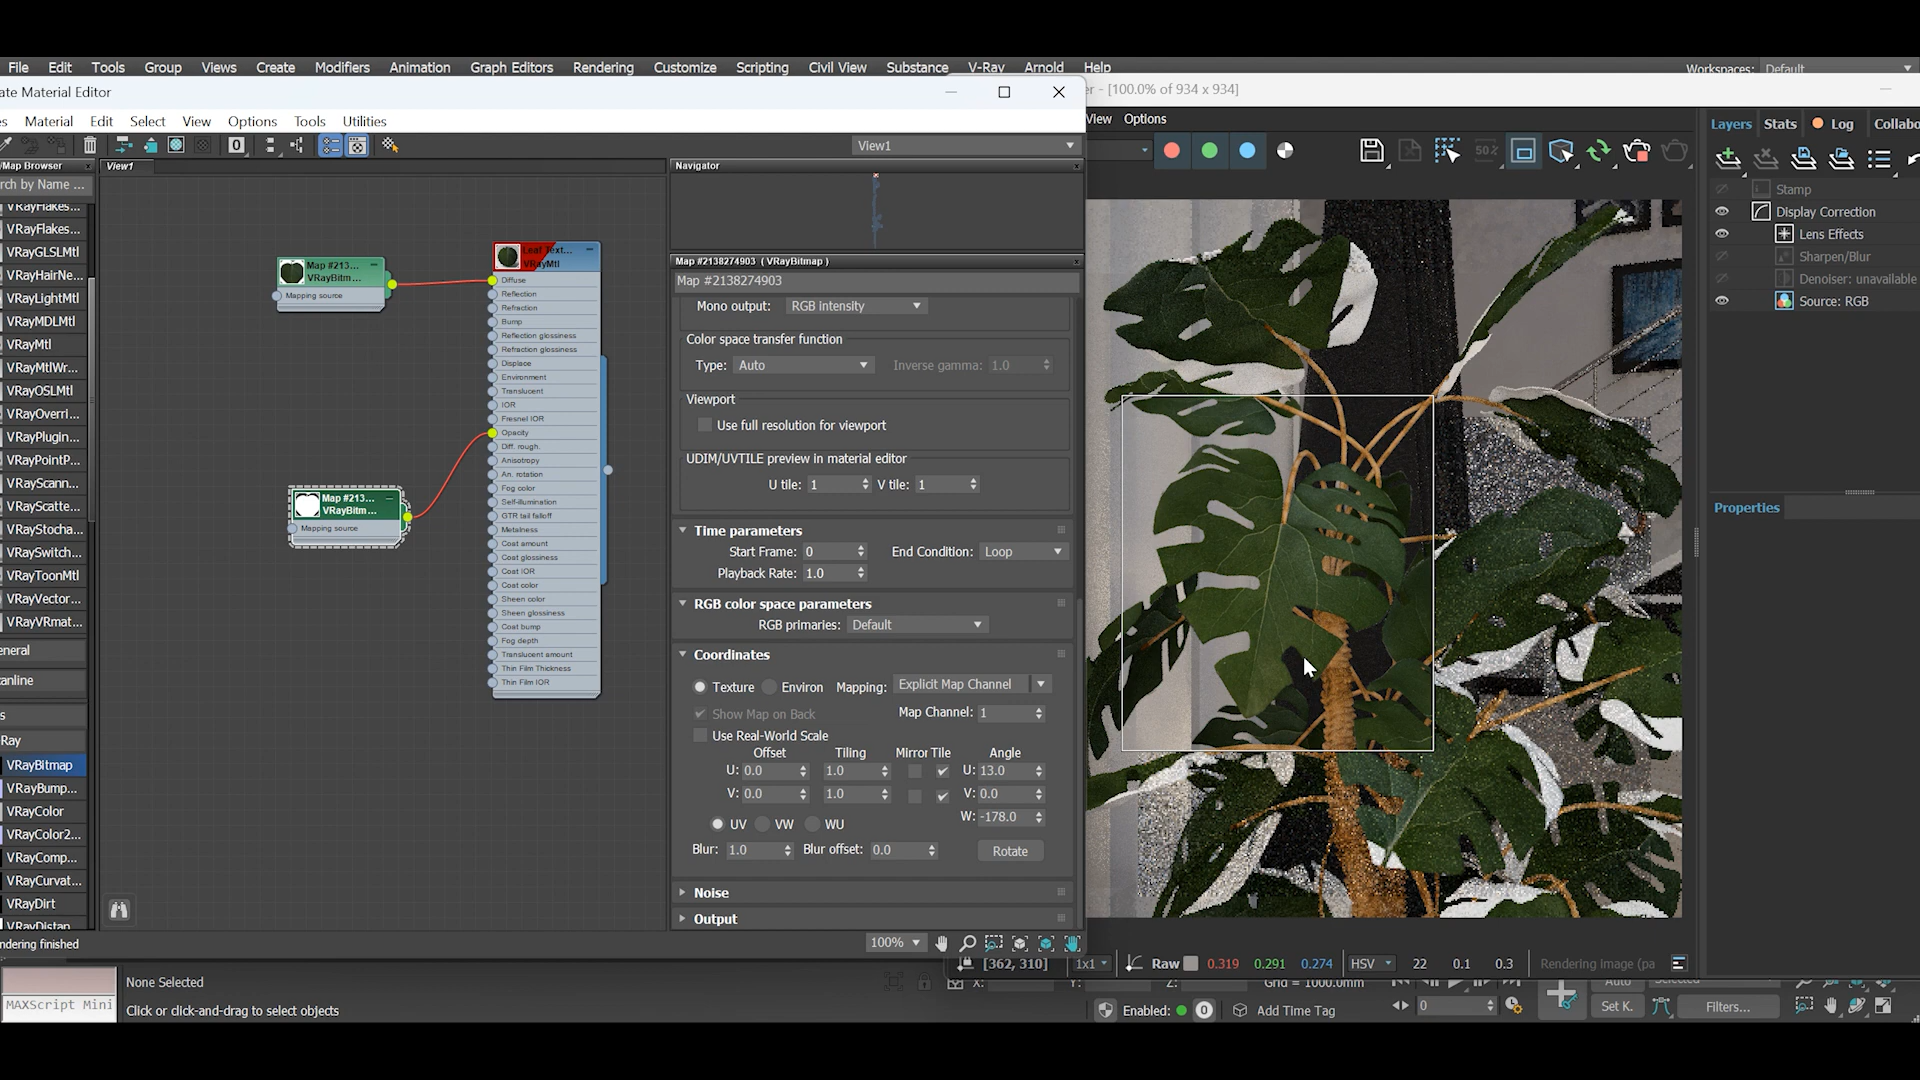 File Edit Tools Group Views Create Modifiers Animation Graph Editors Rendering Customize Scripting Civil View Substance V-Ray Arnold Help
Workspaces: Default
ate Material Editor
er - [100.0% of 934 x 934]
es Material Edit Select View Options Tools Utilities
View Options
Layers Stats Log Collabo
View1
50%
/Map Browser
View1
Navigator
rch by Name ...
Stamp
Display Correction
Lens Effects
Sharpen/Blur
Denoiser: unavailable
Source: RGB
Properties
VRayFlakes...
VRayFlakes...
VRayGLSLMtl
VRayHairNe...
VRayLightMtl
VRayMDLMtl
VRayMtl
VRayMtlWr...
VRayOSLMtl
VRayOverri...
VRayPlugin...
VRayPointP...
VRayScann...
VRayScatte...
VRayStocha...
VRaySwitch...
VRayToonMtl
VRayVector...
VRayVRmat...
eneral
anline
s
Ray
VRayBitmap
VRayBump...
VRayColor
VRayColor2...
VRayComp...
VRayCurvat...
VRayDirt
VRayDistan
ndering finished
Map #213...
VRayBitm...
Mapping source
Map #213...
VRayBitm...
Mapping source
Leaf Text...
VRayMtl
Diffuse
Reflection
Refraction
Bump
Reflection glossiness
Refraction glossiness
Displace
Environment
Translucent
IOR
Fresnel IOR
Opacity
Diff. rough.
Anisotropy
An. rotation
Fog color
Self-illumination
GTR tail falloff
Metalness
Coat amount
Coat glossiness
Coat IOR
Coat color
Sheen color
Sheen glossiness
Coat bump
Fog depth
Translucent amount
Thin Film Thickness
Thin Film IOR
Map #2138274903 ( VRayBitmap )
Map #2138274903
Mono output: RGB intensity
Color space transfer function
Type: Auto Inverse gamma: 1.0
Viewport
Use full resolution for viewport
UDIM/UVTILE preview in material editor
U tile: 1 V tile: 1
Time parameters
Start Frame: 0 End Condition: Loop
Playback Rate: 1.0
RGB color space parameters
RGB primaries: Default
Coordinates
Texture Environ Mapping: Explicit Map Channel
Show Map on Back Map Channel: 1
Use Real-World Scale
Offset Tiling Mirror Tile Angle
U: 0.0 1.0 U: 13.0
V: 0.0 1.0 V: 0.0
W: -178.0
UV VW WU
Blur: 1.0 Blur offset: 0.0 Rotate
Noise
Output
100%
[362, 310] 1x1 Raw 0.319 0.291 0.274 HSV 22 0.1 0.3 Rendering image (pa
None Selected
X: Y: Z: Grid = 1000.0mm
Auto Selected
MAXScript Mini
Click or click-and-drag to select objects
Enabled: 0 Add Time Tag
0
Set K. Filters...